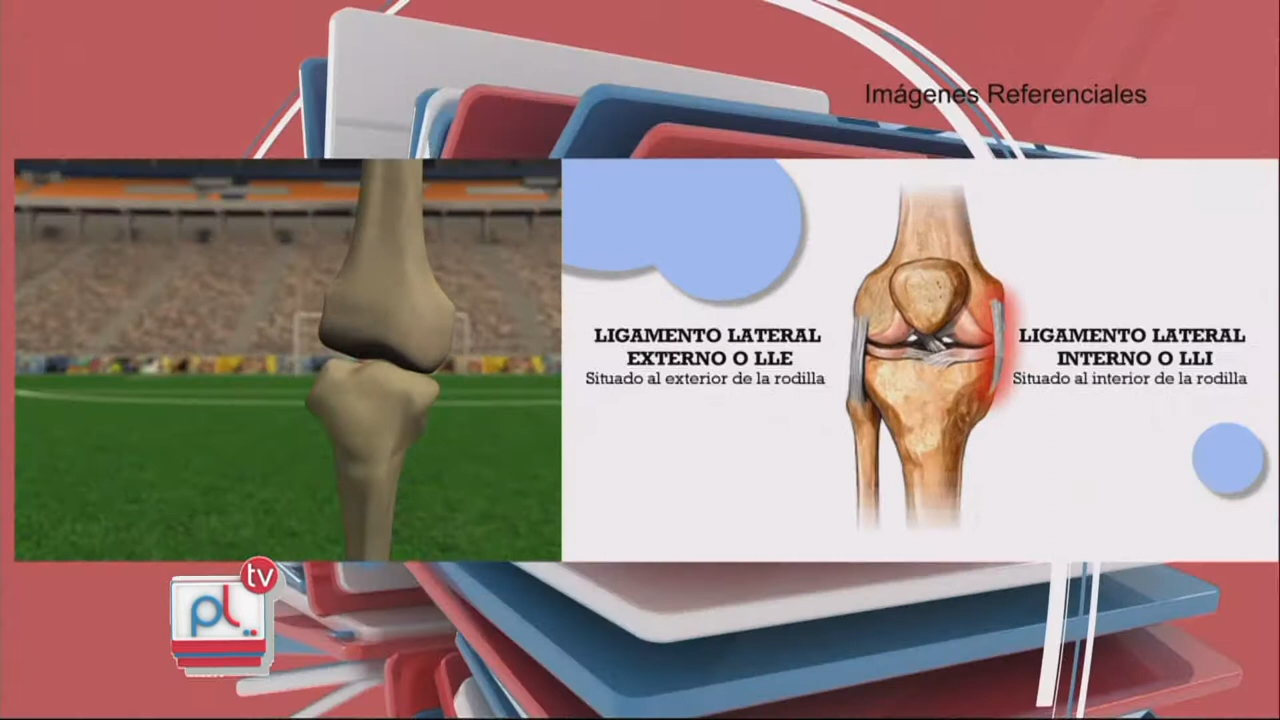 Imágenes Referenciales
LIGAMENTO LATERAL
EXTERNO O LLE
Situado al exterior de la rodilla
LIGAMENTO LATERAL
INTERNO O LLI
Situado al interior de la rodilla
tv
pl..